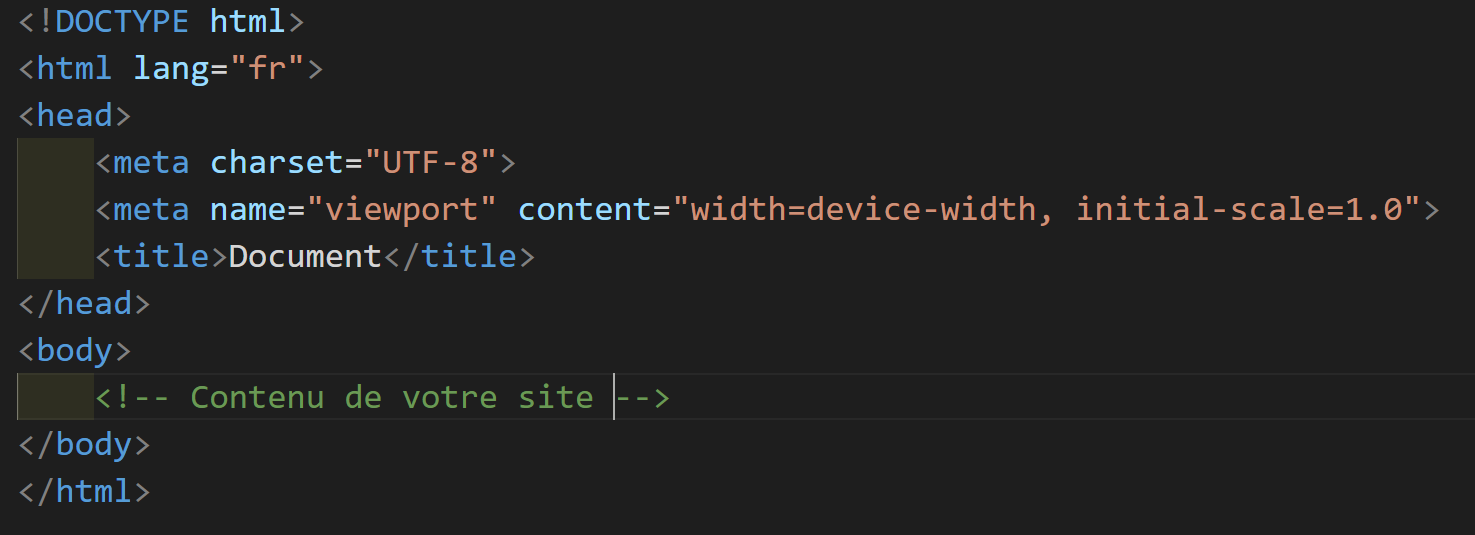 <!DOCTYPE html>
<html lang="fr">
<head>
    <meta charset="UTF-8">
    <meta name="viewport" content="width=device-width, initial-scale=1.0">
    <title>Document</title>
</head>
<body>
    <!-- Contenu de votre site -->
</body>
</html>